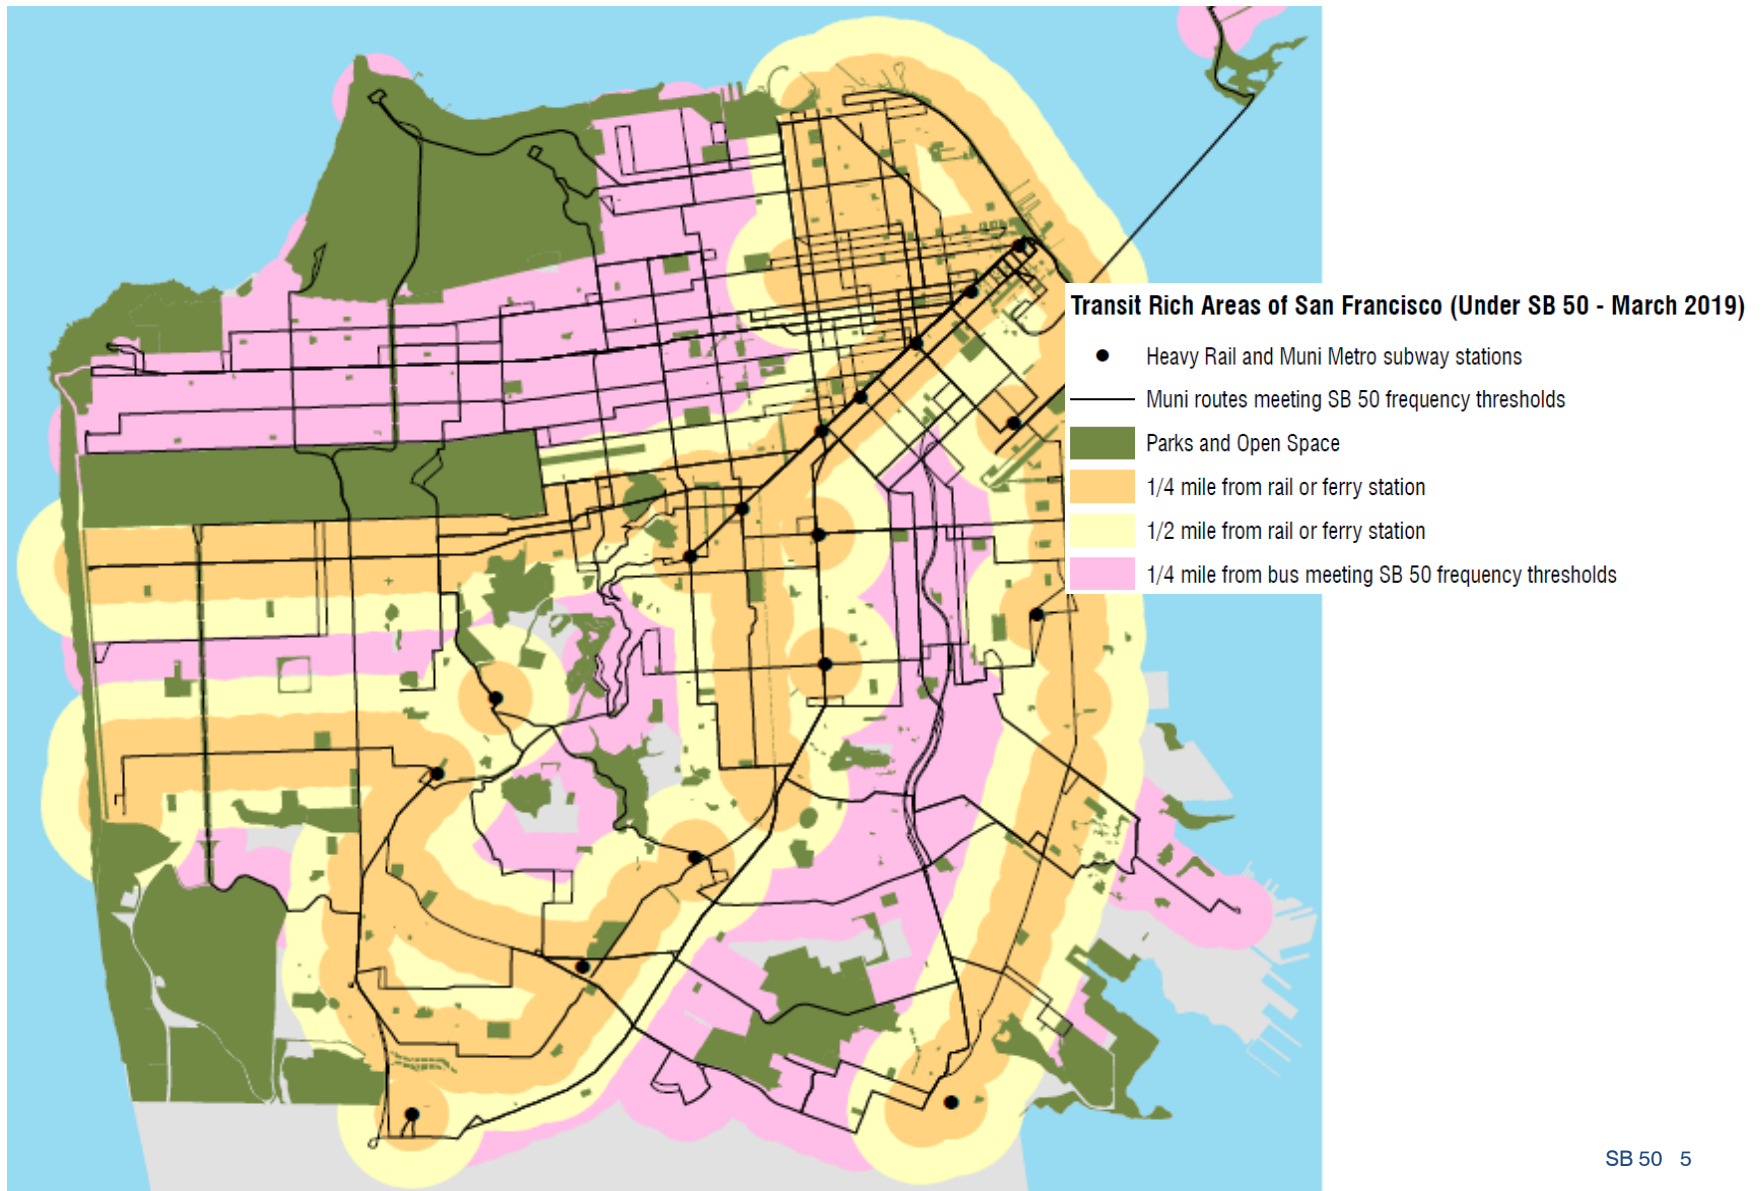 Transit Rich Areas of San Francisco (Under SB 50 - March 2019)
Heavy Rail and Muni Metro subway stations
Muni routes meeting SB 50 frequency thresholds
Parks and Open Space
1/4 mile from rail or ferry station
1/2 mile from rail or ferry station
1/4 mile from bus meeting SB 50 frequency thresholds
SB 50 5